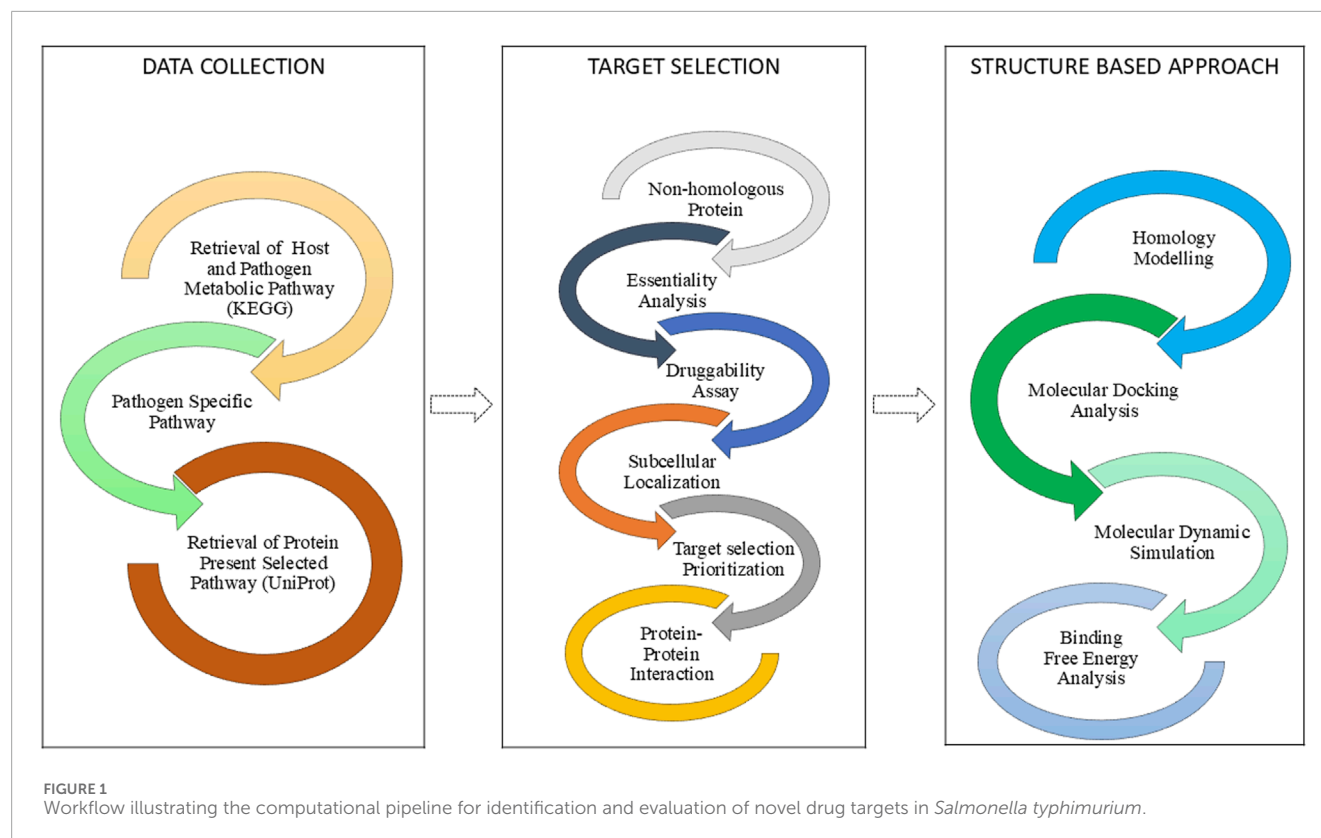 DATA COLLECTION
Retrieval of Host
and Pathogen
Metabolic Pathway
(KEGG)
Pathogen Specific
Pathway
Retrieval of Protein
Present Selected
Pathway (UniProt)
TARGET SELECTION
Non-homologous
Protein
Essentiality
Analysis
Druggability
Assay
Subcellular
Localization
Target selection
Prioritization
Protein-
Protein
Interaction
STRUCTURE BASED APPROACH
Homology
Modelling
Molecular Docking
Analysis
Molecular Dynamic
Simulation
Binding
Free Energy
Analysis
FIGURE 1
Workflow illustrating the computational pipeline for identification and evaluation of novel drug targets in Salmonella typhimurium.